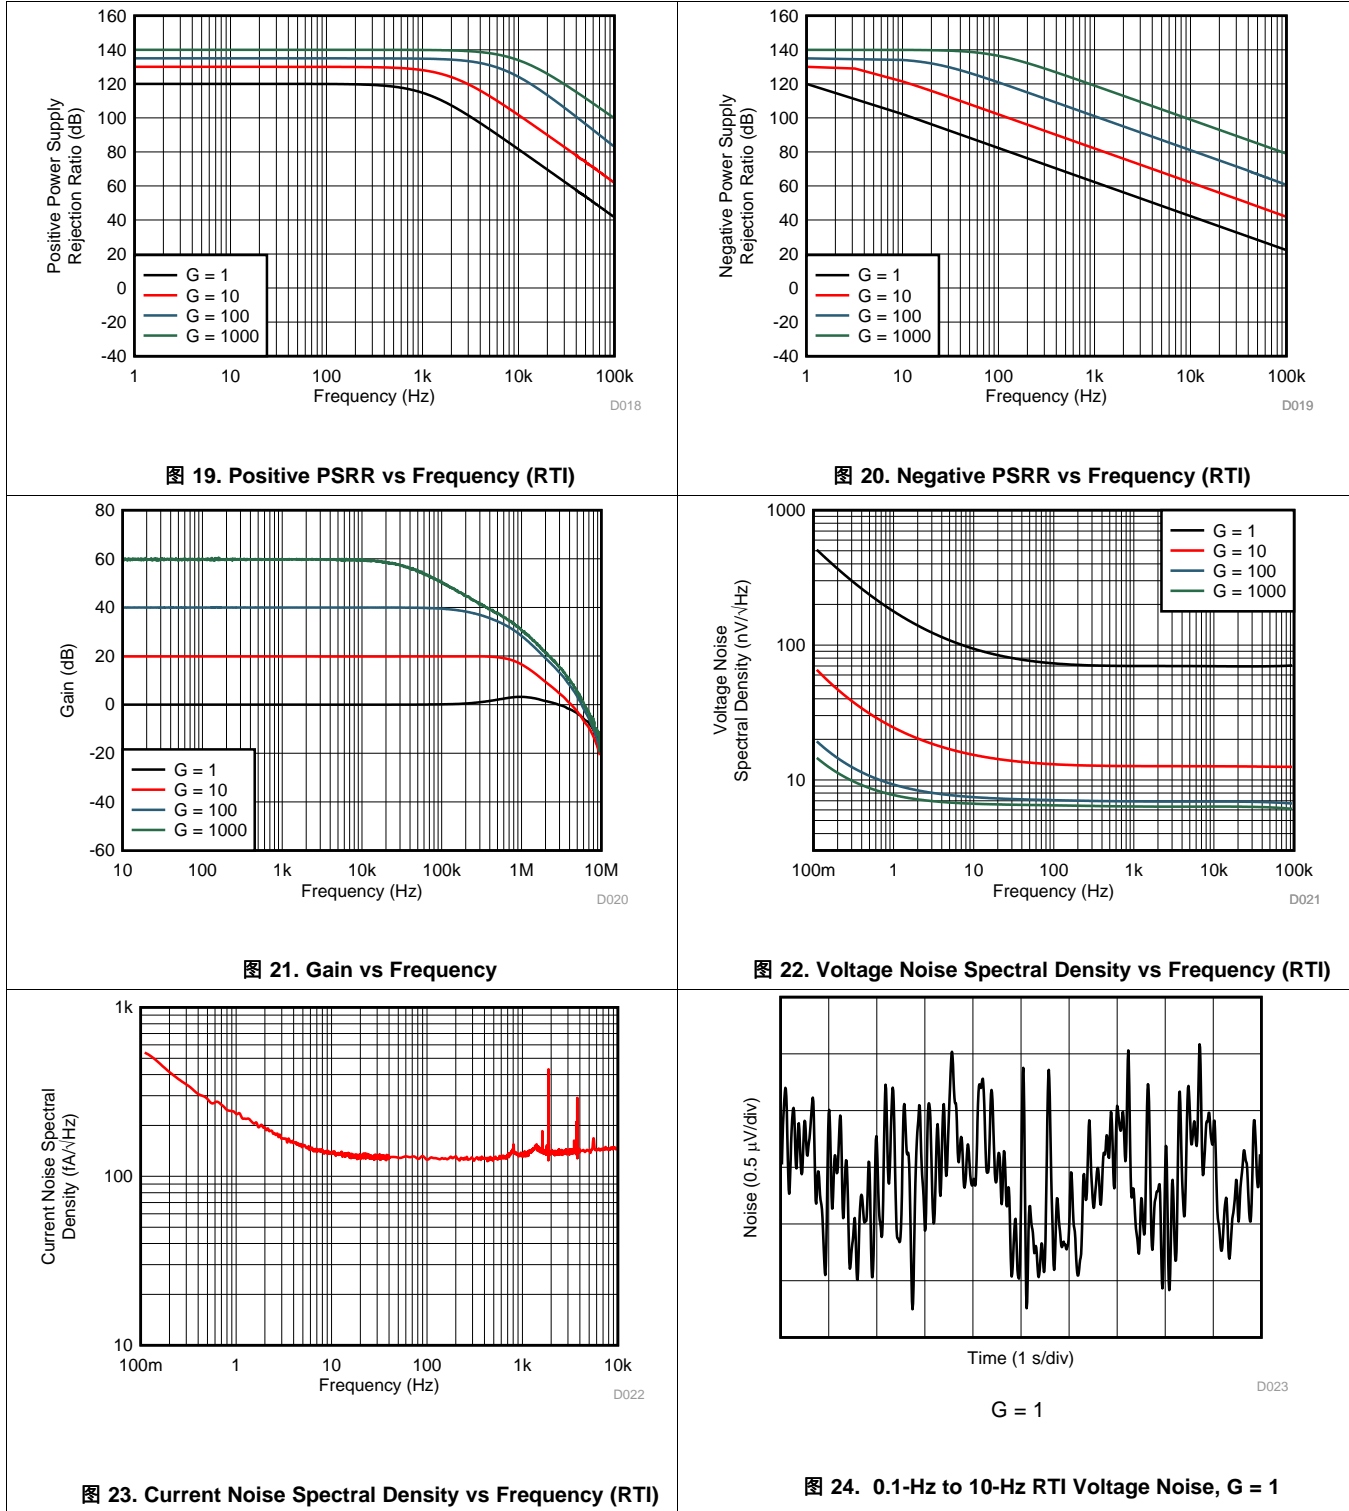 160
140
120
100
80
60
40
20
0
-20
-40
Positive Power Supply
Rejection Ratio (dB)
G = 1
G = 10
G = 100
G = 1000
1
10
100
1k
10k
100k
Frequency (Hz)
D018
图 19. Positive PSRR vs Frequency (RTI)
160
140
120
100
80
60
40
20
0
-20
-40
Negative Power Supply
Rejection Ratio (dB)
G = 1
G = 10
G = 100
G = 1000
1
10
100
1k
10k
100k
Frequency (Hz)
D019
图 20. Negative PSRR vs Frequency (RTI)
80
60
40
20
0
-20
-40
-60
Gain (dB)
G = 1
G = 10
G = 100
G = 1000
10
100
1k
10k
100k
1M
10M
Frequency (Hz)
D020
图 21. Gain vs Frequency
1000
100
10
Voltage Noise
Spectral Density (nV/√Hz)
G = 1
G = 10
G = 100
G = 1000
100m
1
10
100
1k
10k
100k
Frequency (Hz)
D021
图 22. Voltage Noise Spectral Density vs Frequency (RTI)
1k
100
10
Current Noise Spectral
Density (fA/√Hz)
100m
1
10
100
1k
10k
Frequency (Hz)
D022
图 23. Current Noise Spectral Density vs Frequency (RTI)
Noise (0.5 µV/div)
Time (1 s/div)
D023
G = 1
图 24. 0.1-Hz to 10-Hz RTI Voltage Noise, G = 1